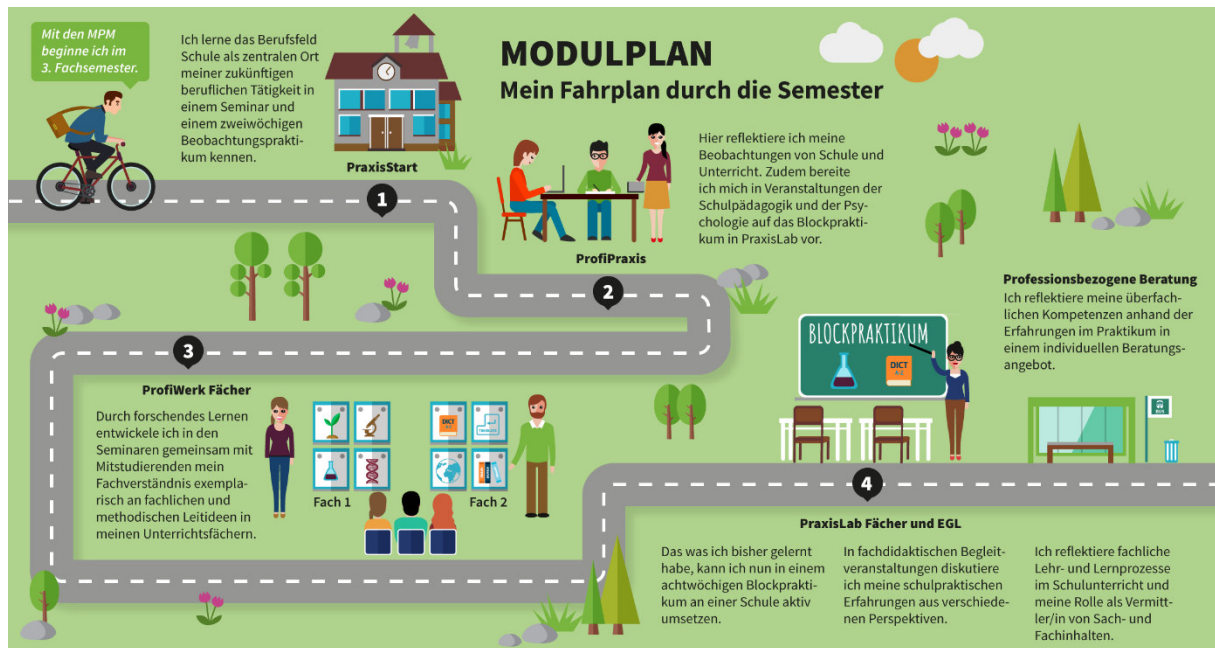 Mit den MPM
beginne ich im
3. Fachsemester.
Ich lerne das Berufsfeld
Schule als zentralen Ort
meiner zukünftigen
beruflichen Tätigkeit in
einem Seminar und
einem zweiwöchigen
Beobachtungsprakti-
kum kennen.
PraxisStart
1
MODULPLAN
Mein Fahrplan durch die Semester
Hier reflektiere ich meine
Beobachtungen von Schule und
Unterricht. Zudem bereite
ich mich in Veranstaltungen der
Schulpädagogik und der Psy-
chologie auf das Blockprakti-
kum in PraxisLab vor.
ProfiPraxis
2
3
ProfiWerk Fächer
Durch forschendes Lernen
entwickele ich in den
Seminaren gemeinsam mit
Mitstudierenden mein
Fachverständnis exempla-
risch an fachlichen und
methodischen Leitideen in
meinen Unterrichtsfächern.
Fach 1
DICT
TRANSLATE
Fach 2
BLOCKPRAKTIKUM
DICT
A-Z
Professionsbezogene Beratung
Ich reflektiere meine überfach-
lichen Kompetenzen anhand der
Erfahrungen im Praktikum in
einem individuellen Beratungs-
angebot.
BUS
4
PraxisLab Fächer und EGL
Das was ich bisher gelernt
habe, kann ich nun in einem
achtwöchigen Blockprakti-
kum an einer Schule aktiv
umsetzen.
In fachdidaktischen Begleit-
veranstaltungen diskutiere
ich meine schulpraktischen
Erfahrungen aus verschiede-
nen Perspektiven.
Ich reflektiere fachliche
Lehr- und Lernprozesse
im Schulunterricht und
meine Rolle als Vermitt-
ler/in von Sach- und
Fachinhalten.